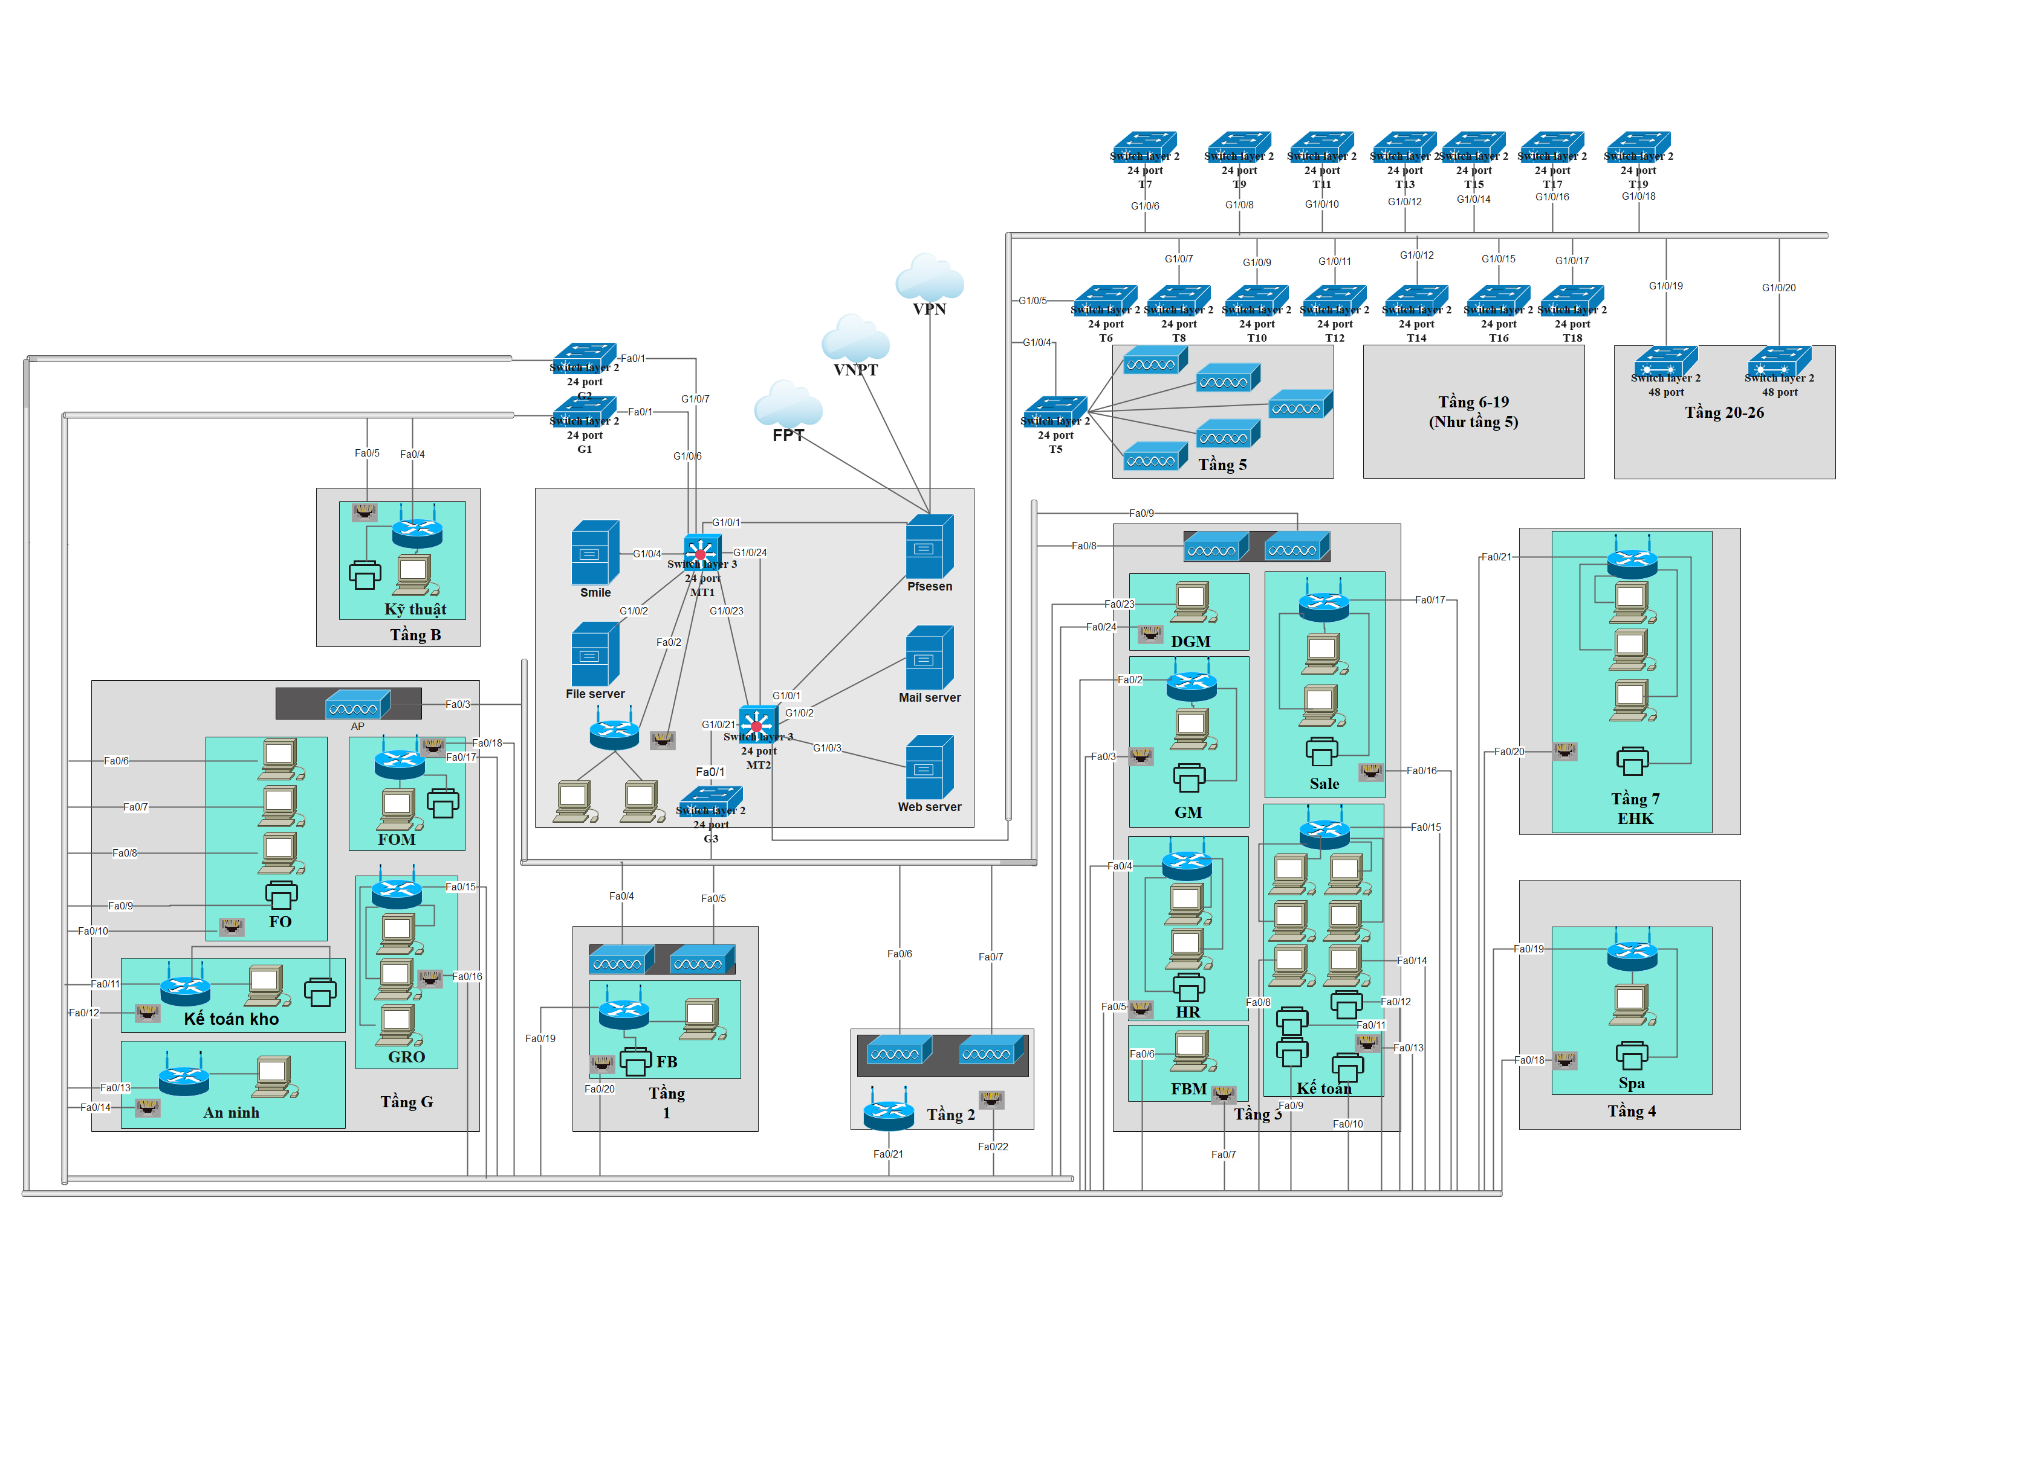 Switch layer 2
24 port
T7
Switch layer 2
24 port
T9
Switch layer 2
24 port
T11
Switch layer 2
24 port
T13
Switch layer 2
24 port
T15
Switch layer 2
24 port
T17
Switch layer 2
24 port
T19
G1/0/6
G1/0/8
G1/0/10
G1/0/12
G1/0/14
G1/0/16
G1/0/18
G1/0/7
G1/0/9
G1/0/11
G1/0/12
G1/0/15
G1/0/17
G1/0/19
G1/0/20
G1/0/5
Switch layer 2
24 port
T6
Switch layer 2
24 port
T8
Switch layer 2
24 port
T10
Switch layer 2
24 port
T12
Switch layer 2
24 port
T14
Switch layer 2
24 port
T16
Switch layer 2
24 port
T18
G1/0/4
Switch layer 2
24 port
T5
Tầng 5
Tầng 6-19
(Như tầng 5)
Switch layer 2
48 port
Switch layer 2
48 port
Tầng 20-26
VPN
VNPT
FPT
Fa0/1
Switch layer 2
24 port
G2
G1/0/7
Fa0/1
Switch layer 2
24 port
G1
G1/0/6
Fa0/5
Fa0/4
Kỹ thuật
Tầng B
G1/0/1
G1/0/4
G1/0/24
Switch layer 3
24 port
MT1
Smile
Pfsesen
G1/0/2
G1/0/23
Fa0/2
File server
Mail server
G1/0/1
G1/0/2
G1/0/21
Switch layer 3
24 port
MT2
G1/0/3
Fa0/1
Switch layer 2
24 port
G3
Web server
Fa0/3
AP
Fa0/18
Fa0/17
Fa0/6
Fa0/7
Fa0/8
Fa0/9
Fa0/10
FO
FOM
Fa0/15
Fa0/16
GRO
Fa0/11
Fa0/12
Kế toán kho
Fa0/13
Fa0/14
An ninh
Tầng G
Fa0/4
Fa0/5
Fa0/19
Fa0/20
FB
Tầng
1
Fa0/6
Fa0/7
Tầng 2
Fa0/21
Fa0/22
Fa0/9
Fa0/8
Fa0/23
Fa0/24
DGM
Fa0/2
Fa0/3
GM
Fa0/17
Fa0/16
Sale
Fa0/15
Fa0/4
Fa0/5
HR
Fa0/6
FBM
Fa0/7
Fa0/14
Fa0/8
Fa0/12
Fa0/11
Fa0/13
Kế toán
Fa0/9
Fa0/10
Tầng 3
Fa0/21
Fa0/20
Tầng 7
EHK
Fa0/19
Fa0/18
Spa
Tầng 4